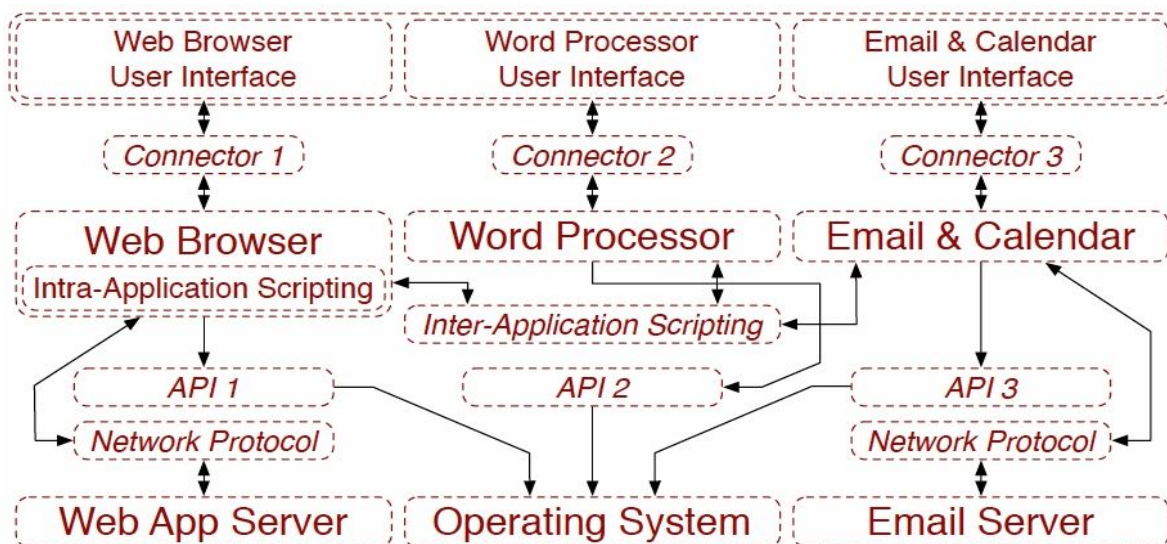 Web Browser
User Interface
Word Processor
User Interface
Email & Calendar
User Interface
Connector 1
Connector 2
Connector 3
Web Browser
Intra-Application Scripting
Word Processor
Email & Calendar
Inter-Application Scripting
API 1
API 2
API 3
Network Protocol
Network Protocol
Web App Server
Operating System
Email Server